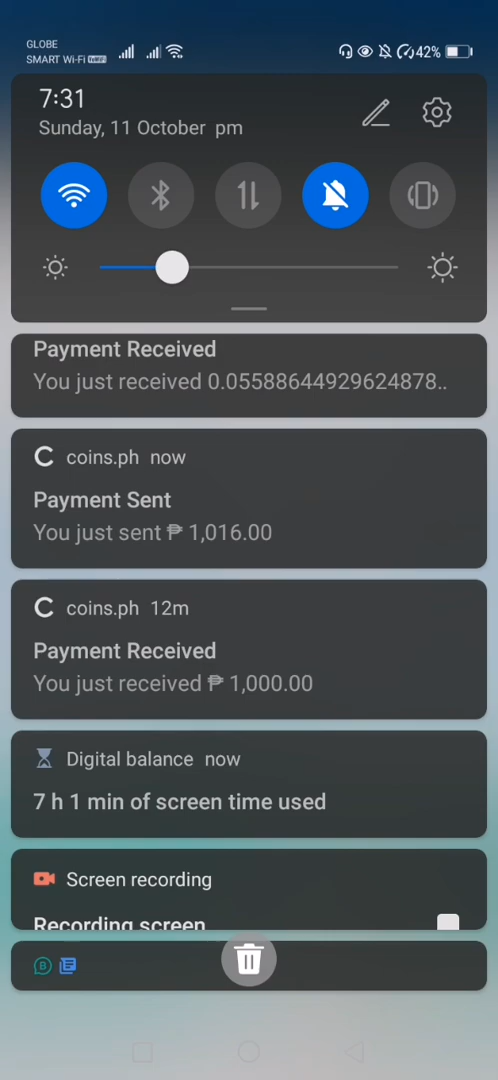 GLOBE
SMART Wi-Fi VoWiFi
42%
7:31
Sunday, 11 October pm
Payment Received
You just received 0.05588644929624878..
coins.ph now
Payment Sent
You just sent ₱ 1,016.00
coins.ph 12m
Payment Received
You just received ₱ 1,000.00
Digital balance now
7 h 1 min of screen time used
Screen recording
Recording screen
B